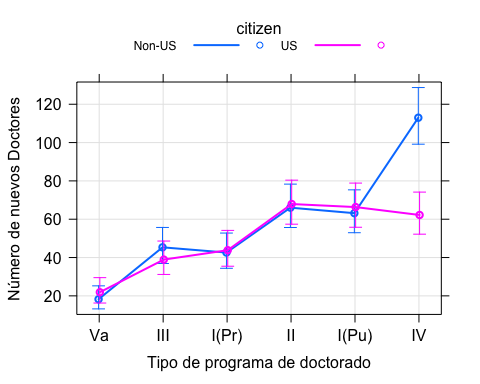 citizen
Non-US US
Número de nuevos Doctores
120
100
80
60
40
20
Va III I(Pr) II I(Pu) IV
Tipo de programa de doctorado